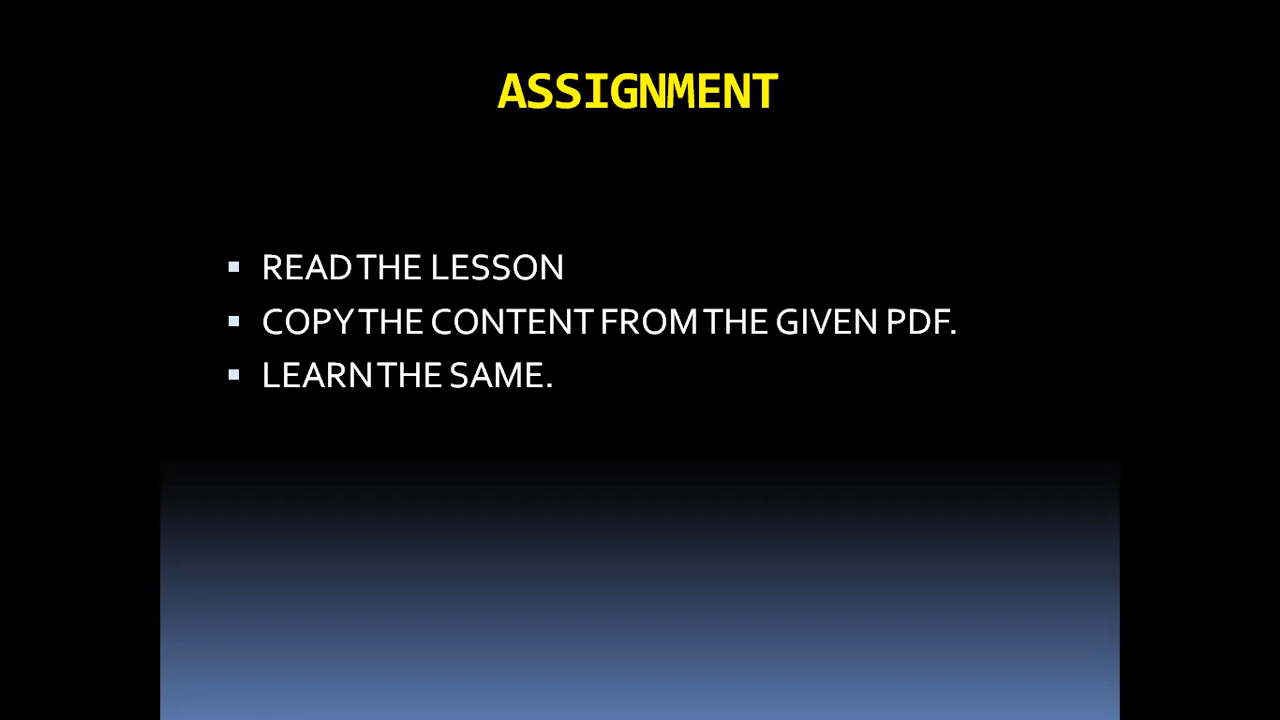 ASSIGNMENT
READ THE LESSON
COPY THE CONTENT FROM THE GIVEN PDF.
LEARN THE SAME.